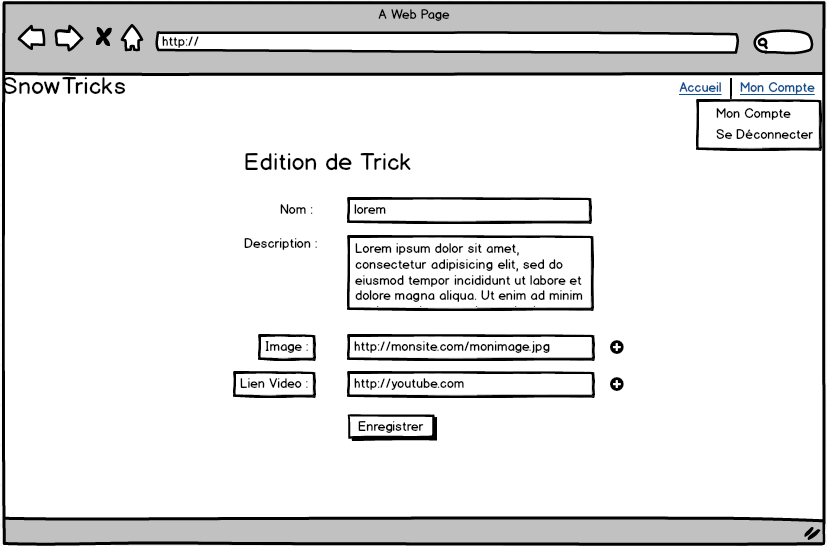 A Web Page
http://
SnowTricks
Accueil
Mon Compte
Mon Compte
Se Déconnecter
Edition de Trick
Nom :
lorem
Description :
Lorem ipsum dolor sit amet,
consectetur adipisicing elit, sed do
eiusmod tempor incididunt ut labore et
dolore magna aliqua. Ut enim ad minim
Image :
http://monsite.com/monimage.jpg
Lien Video :
http://youtube.com
Enregistrer